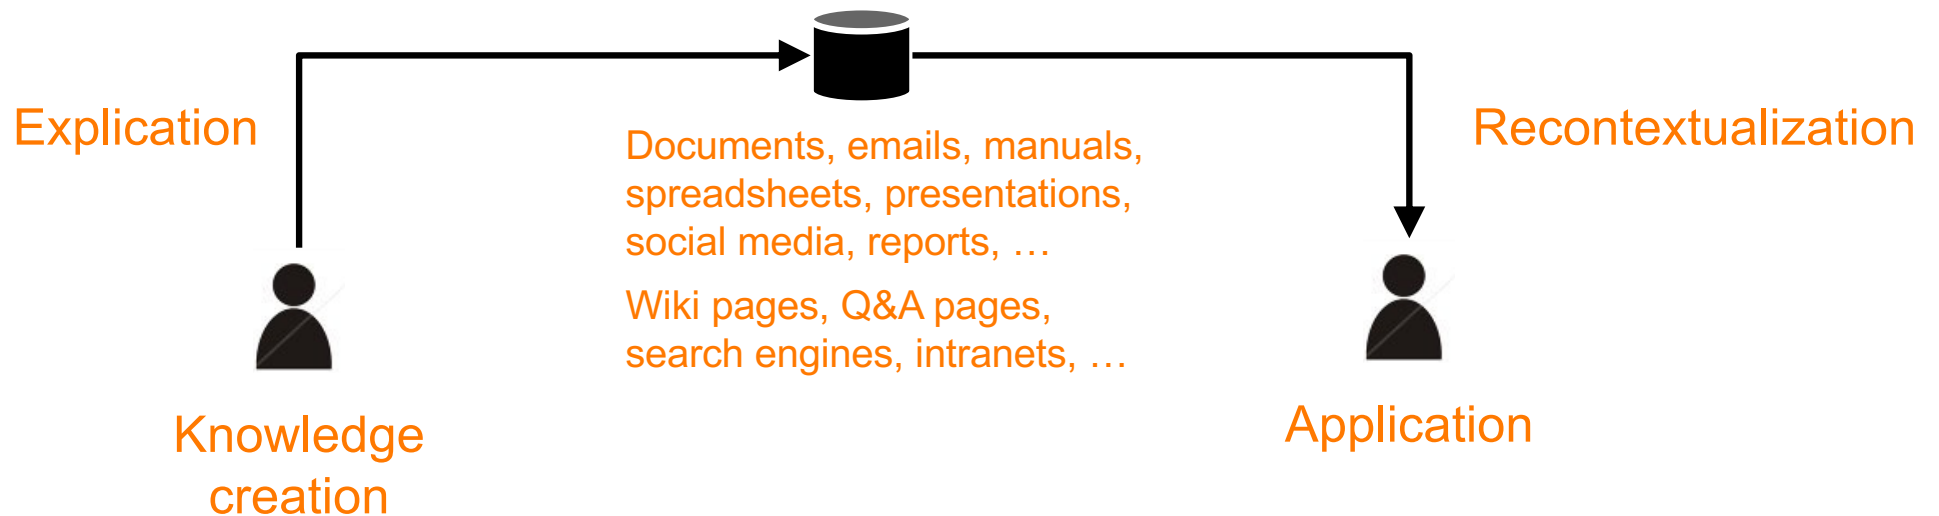 Explication
Recontextualization
Documents, emails, manuals,
spreadsheets, presentations,
social media, reports, …
Wiki pages, Q&A pages,
search engines, intranets, …
Knowledge
creation
Application